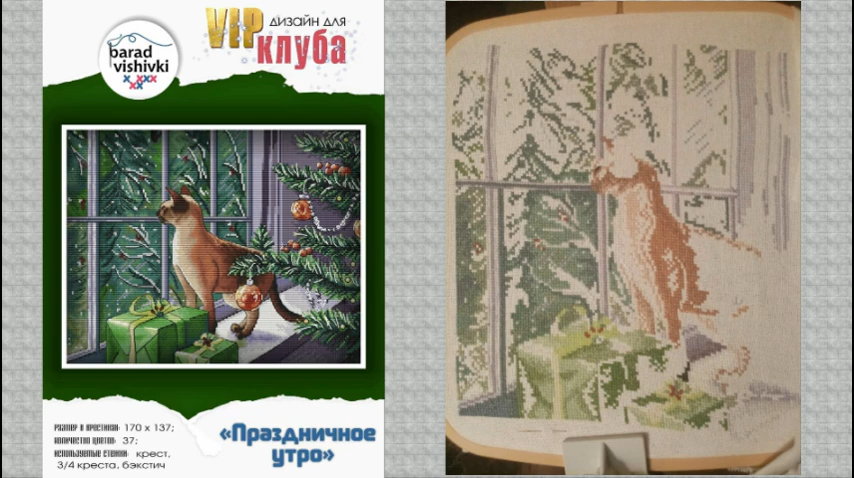 barad
vishivki
VIP дизайн для
клуба
размер в крестиках: 170 x 137;
количество цветов: 37;
используемые стежки: крест,
3/4 креста, бэкстич
«Праздничное
утро»